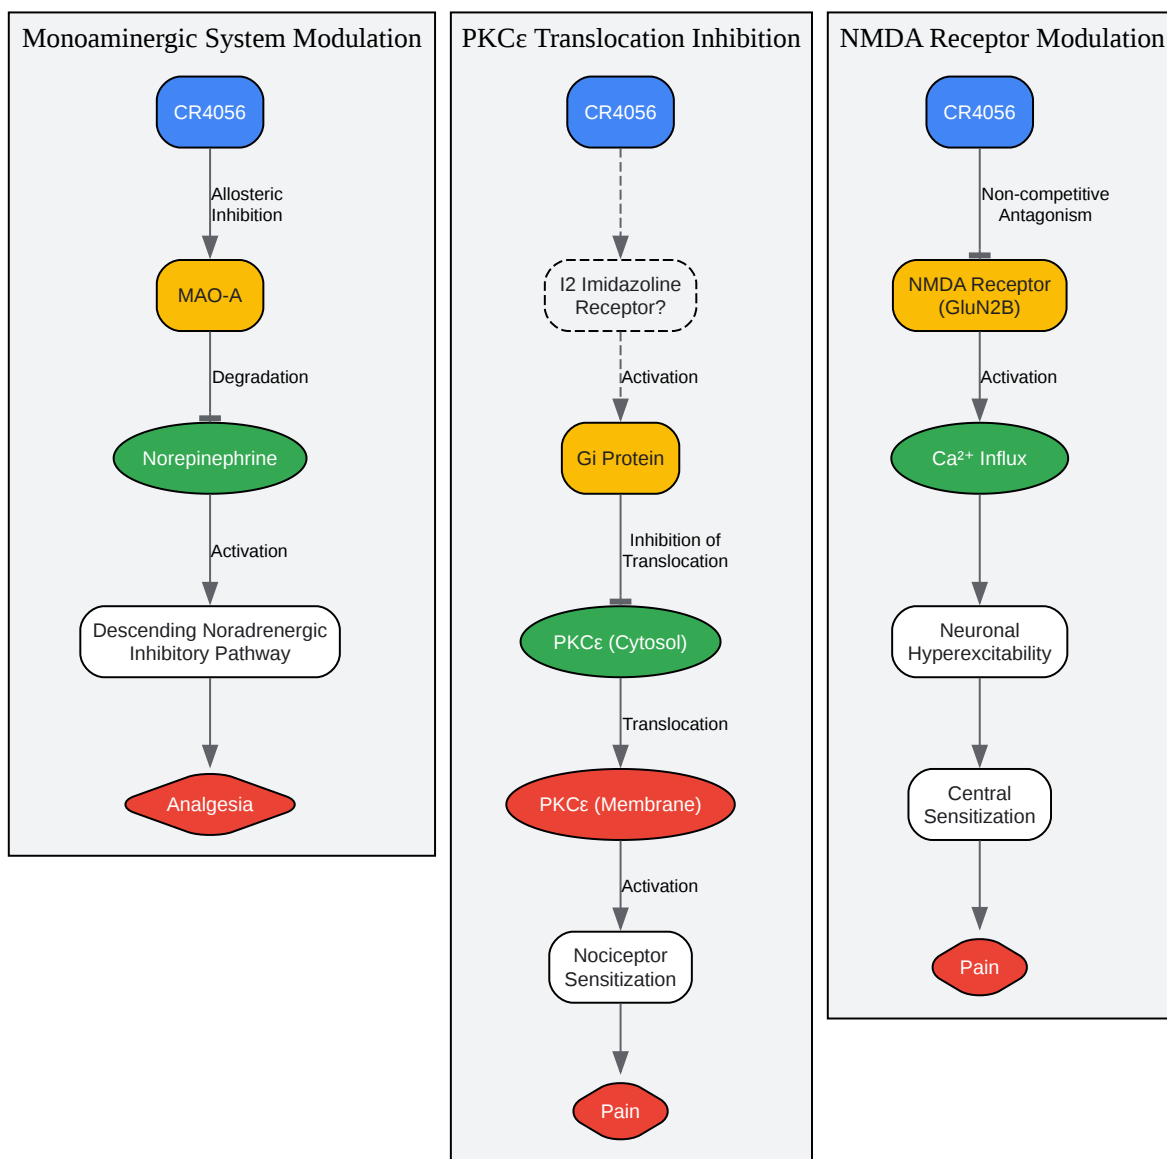 Monoaminergic System Modulation
CR4056
Allosteric
Inhibition
MAO-A
Degradation
Norepinephrine
Activation
Descending Noradrenergic
Inhibitory Pathway
Analgesia
PKCε Translocation Inhibition
CR4056
I2 Imidazoline
Receptor?
Activation
Gi Protein
Inhibition of
Translocation
PKCε (Cytosol)
Translocation
PKCε (Membrane)
Activation
Nociceptor
Sensitization
Pain
NMDA Receptor Modulation
CR4056
Non-competitive
Antagonism
NMDA Receptor
(GluN2B)
Activation
Ca²⁺ Influx
Neuronal
Hyperexcitability
Central
Sensitization
Pain